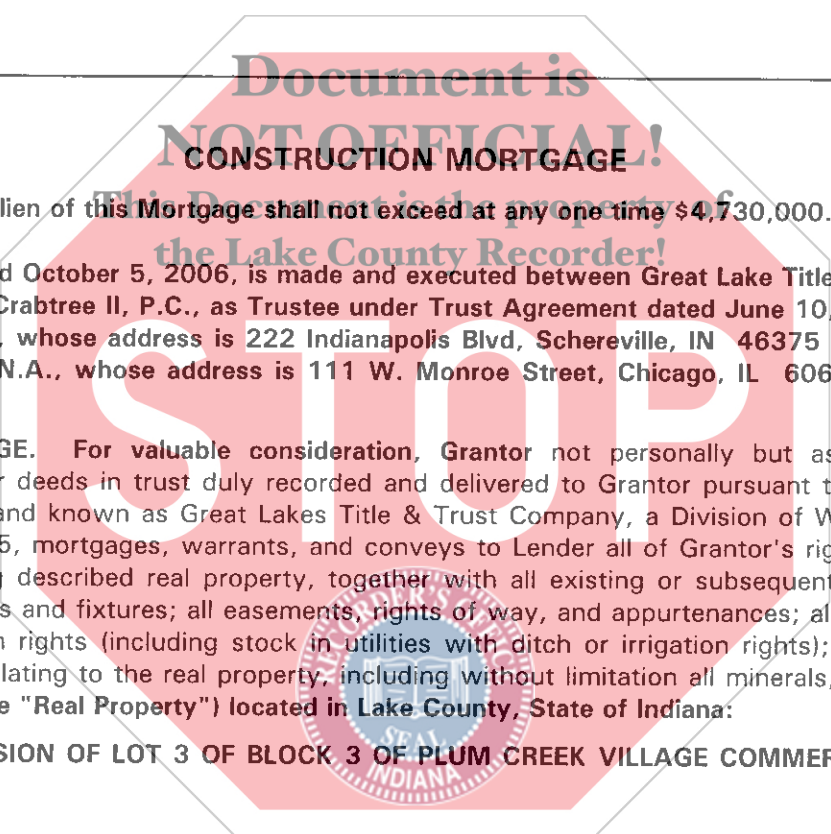 Document is
NOT OFFICIAL!
CONSTRUCTION MORTGAGE
This Document is the property of
lien of this Mortgage shall not exceed at any one time $4,730,000.
the Lake County Recorder!
d October 5, 2006, is made and executed between Great Lake Title
Crabtree II, P.C., as Trustee under Trust Agreement dated June 10,
, whose address is 222 Indianapolis Blvd, Schereville, IN 46375
N.A., whose address is 111 W. Monroe Street, Chicago, IL 606
STOP
GE. For valuable consideration, Grantor not personally but as
r deeds in trust duly recorded and delivered to Grantor pursuant t
and known as Great Lakes Title & Trust Company, a Division of W
5, mortgages, warrants, and conveys to Lender all of Grantor's rig
described real property, together with all existing or subsequent
s and fixtures; all easements, rights of way, and appurtenances; al
n rights (including stock in utilities with ditch or irrigation rights);
lating to the real property, including without limitation all minerals,
e "Real Property") located in Lake County, State of Indiana:
SION OF LOT 3 OF BLOCK 3 OF PLUM CREEK VILLAGE COMMER
RECORDER'S OFFICE
SEAL
INDIANA